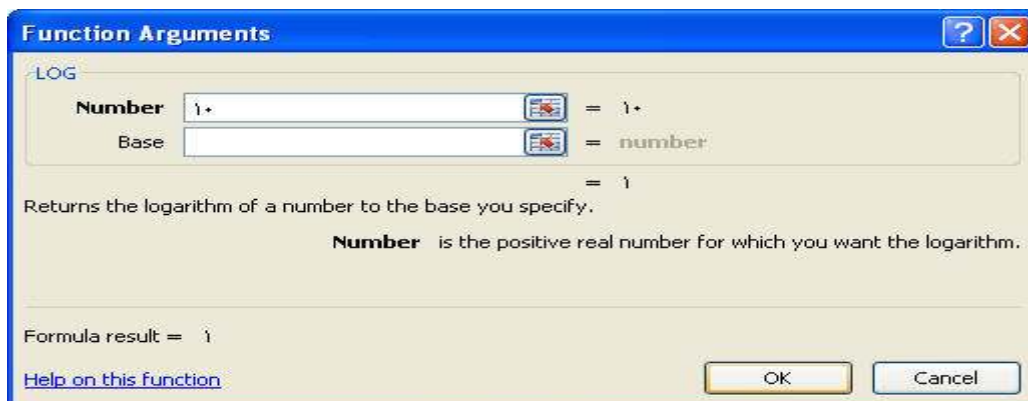 Function Arguments
LOG
Number ١٠ = ١٠
Base = number
= ١
Returns the logarithm of a number to the base you specify.
Number is the positive real number for which you want the logarithm.
Formula result = ١
Help on this function
OK Cancel